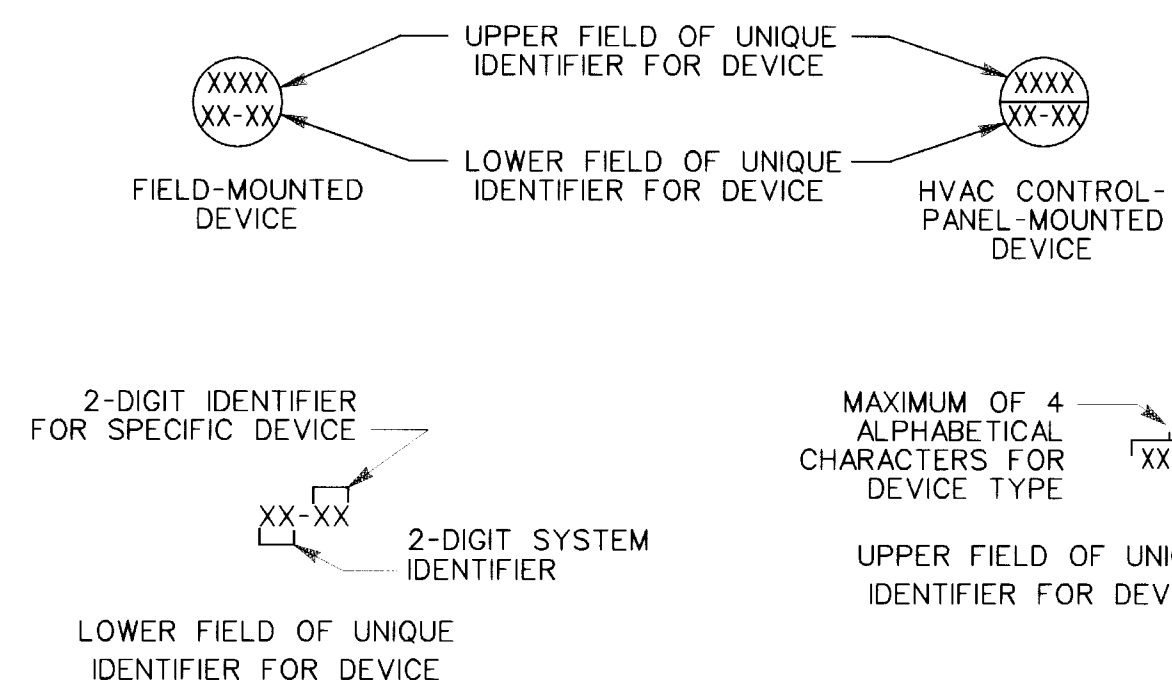 UPPER FIELD OF UNIQUE
IDENTIFIER FOR DEVICE
XXXX
XX-XX
XXXX
XX-XX
LOWER FIELD OF UNIQUE
IDENTIFIER FOR DEVICE
FIELD-MOUNTED
DEVICE
HVAC CONTROL-
PANEL-MOUNTED
DEVICE
2-DIGIT IDENTIFIER
FOR SPECIFIC DEVICE
XX-XX
2-DIGIT SYSTEM
IDENTIFIER
LOWER FIELD OF UNIQUE
IDENTIFIER FOR DEVICE
MAXIMUM OF 4
ALPHABETICAL
CHARACTERS FOR
DEVICE TYPE
XX
UPPER FIELD OF UNI
IDENTIFIER FOR DEV